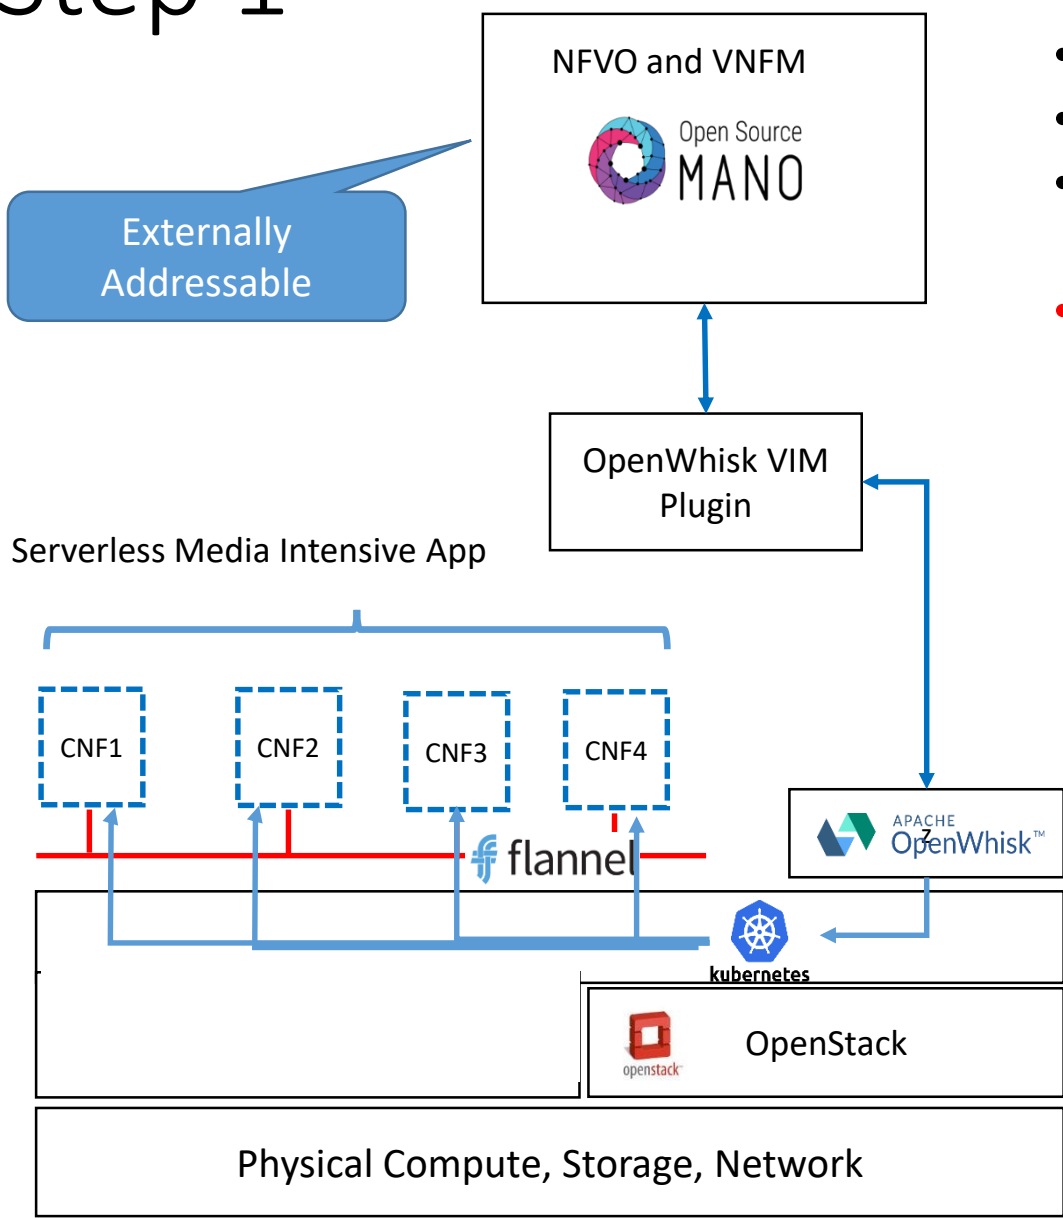 Step 1
NFVO and VNFM
Open Source
MANO
Externally
Addressable
OpenWhisk VIM
Plugin
Serverless Media Intensive App
CNF1
CNF2
CNF3
CNF4
APACHE
OpenWhisk™
z
flannel
kubernetes
openstack
OpenStack
Physical Compute, Storage, Network